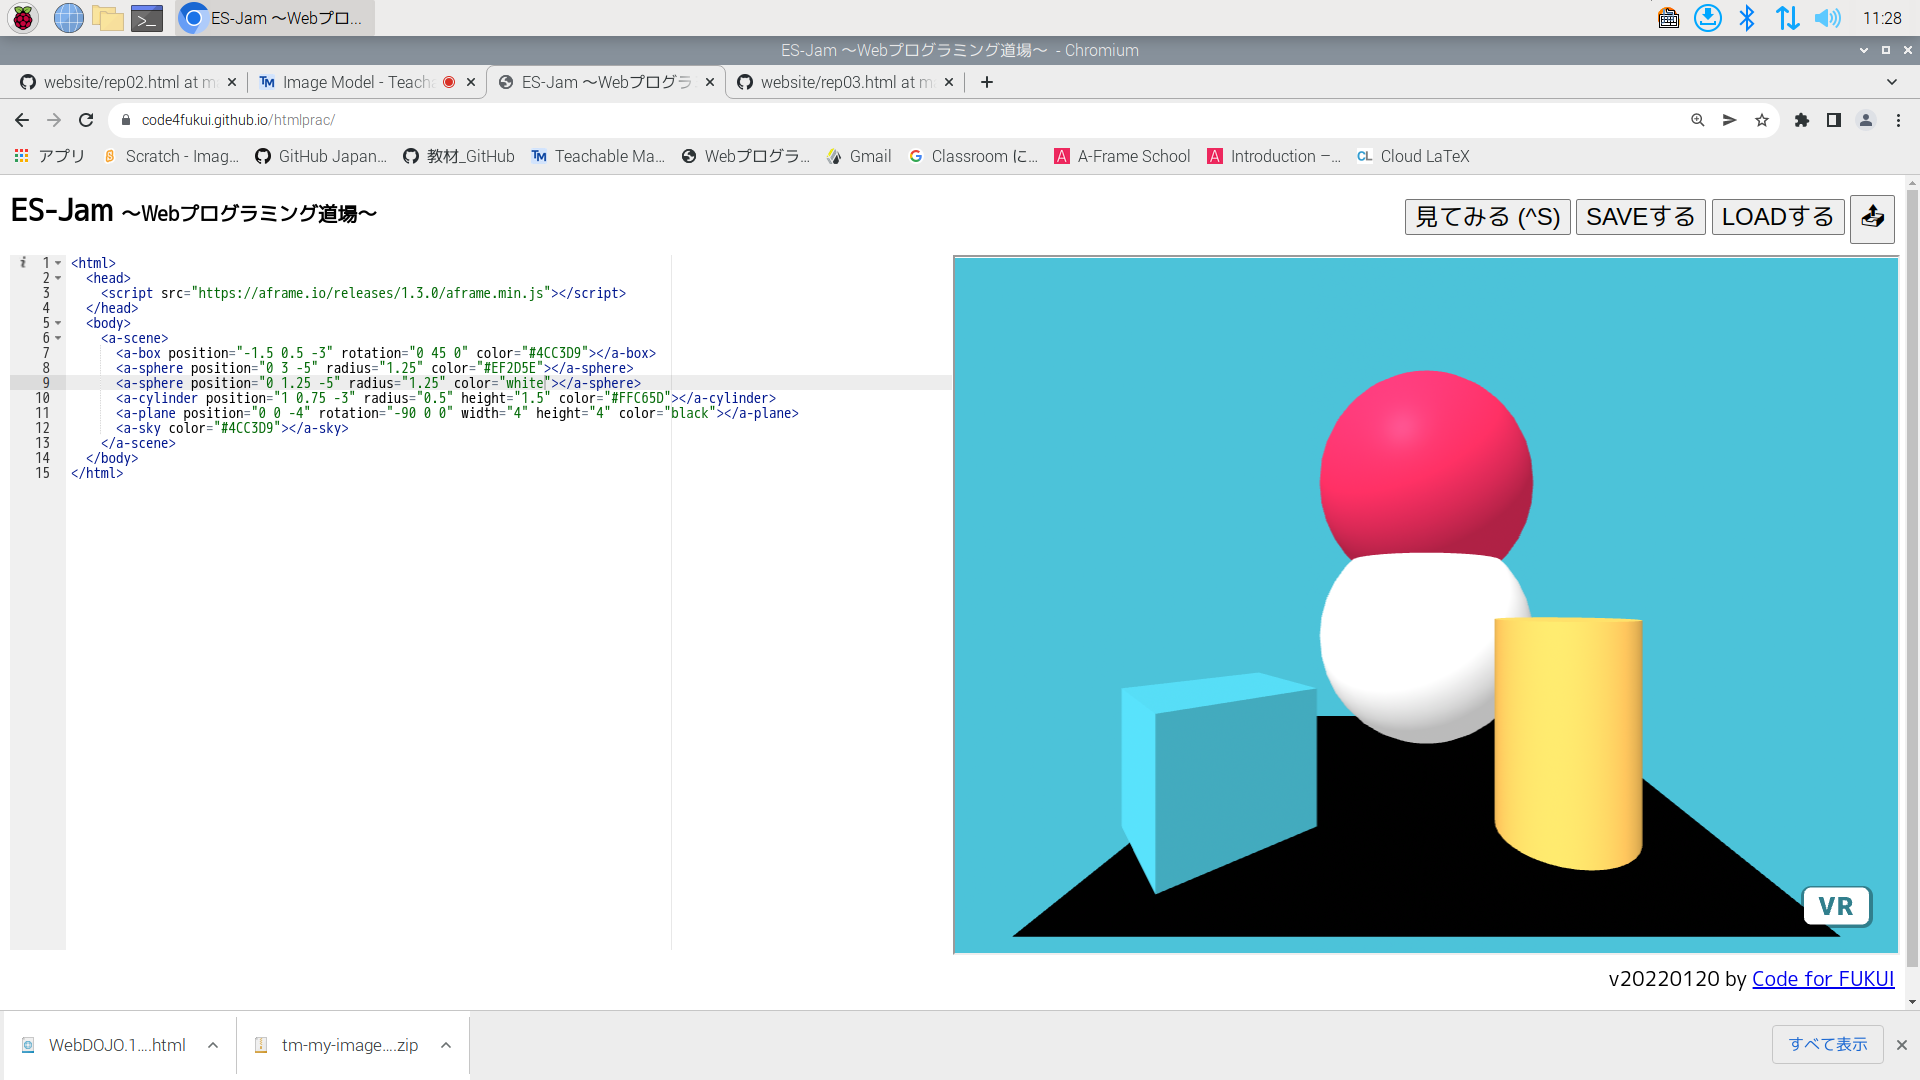 ES-Jam ～Webプロ...
11:28
ES-Jam ～Webプログラミング道場～ - Chromium
website/rep02.html at m
Image Model - Teach
ES-Jam ～Webプログラ
website/rep03.html at m
code4fukui.github.io/htmlprac/
アプリ
Scratch - Imag...
GitHub Japan...
教材_GitHub
Teachable Ma...
Webプログラ...
Gmail
Classroom に...
A-Frame School
Introduction –...
CL Cloud LaTeX
ES-Jam ～Webプログラミング道場～
見てみる (^S)
SAVEする
LOADする
1 <html>
2 <head>
3 <script src="https://aframe.io/releases/1.3.0/aframe.min.js"></script>
4 </head>
5 <body>
6 <a-scene>
7 <a-box position="-1.5 0.5 -3" rotation="0 45 0" color="#4CC3D9"></a-box>
8 <a-sphere position="0 3 -5" radius="1.25" color="#EF2D5E"></a-sphere>
9 <a-sphere position="0 1.25 -5" radius="1.25" color="white"></a-sphere>
10 <a-cylinder position="1 0.75 -3" radius="0.5" height="1.5" color="#FFC65D"></a-cylinder>
11 <a-plane position="0 0 -4" rotation="-90 0 0" width="4" height="4" color="black"></a-plane>
12 <a-sky color="#4CC3D9"></a-sky>
13 </a-scene>
14 </body>
15 </html>
VR
v20220120 by Code for FUKUI
WebDOJO.1....html
tm-my-image....zip
すべて表示